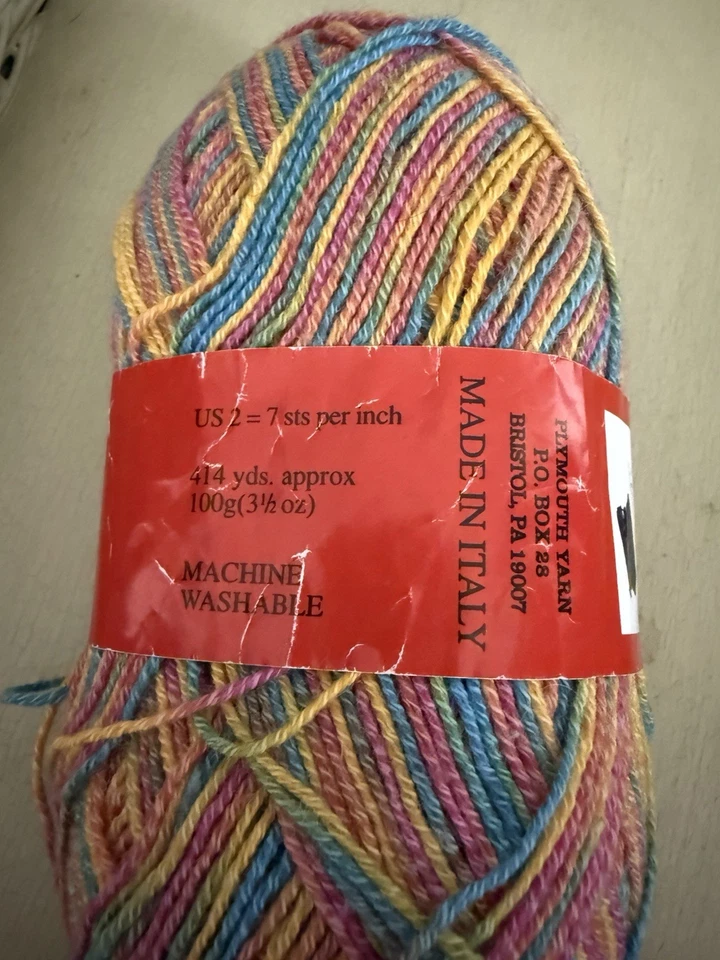 US 2 = 7 sts per inch
414 yds. approx
100g(3½ oz)
MACHINE
WASHABLE
MADE IN ITALY
PLYMOUTH YARN
P.O. BOX 28
BRISTOL, PA 19007